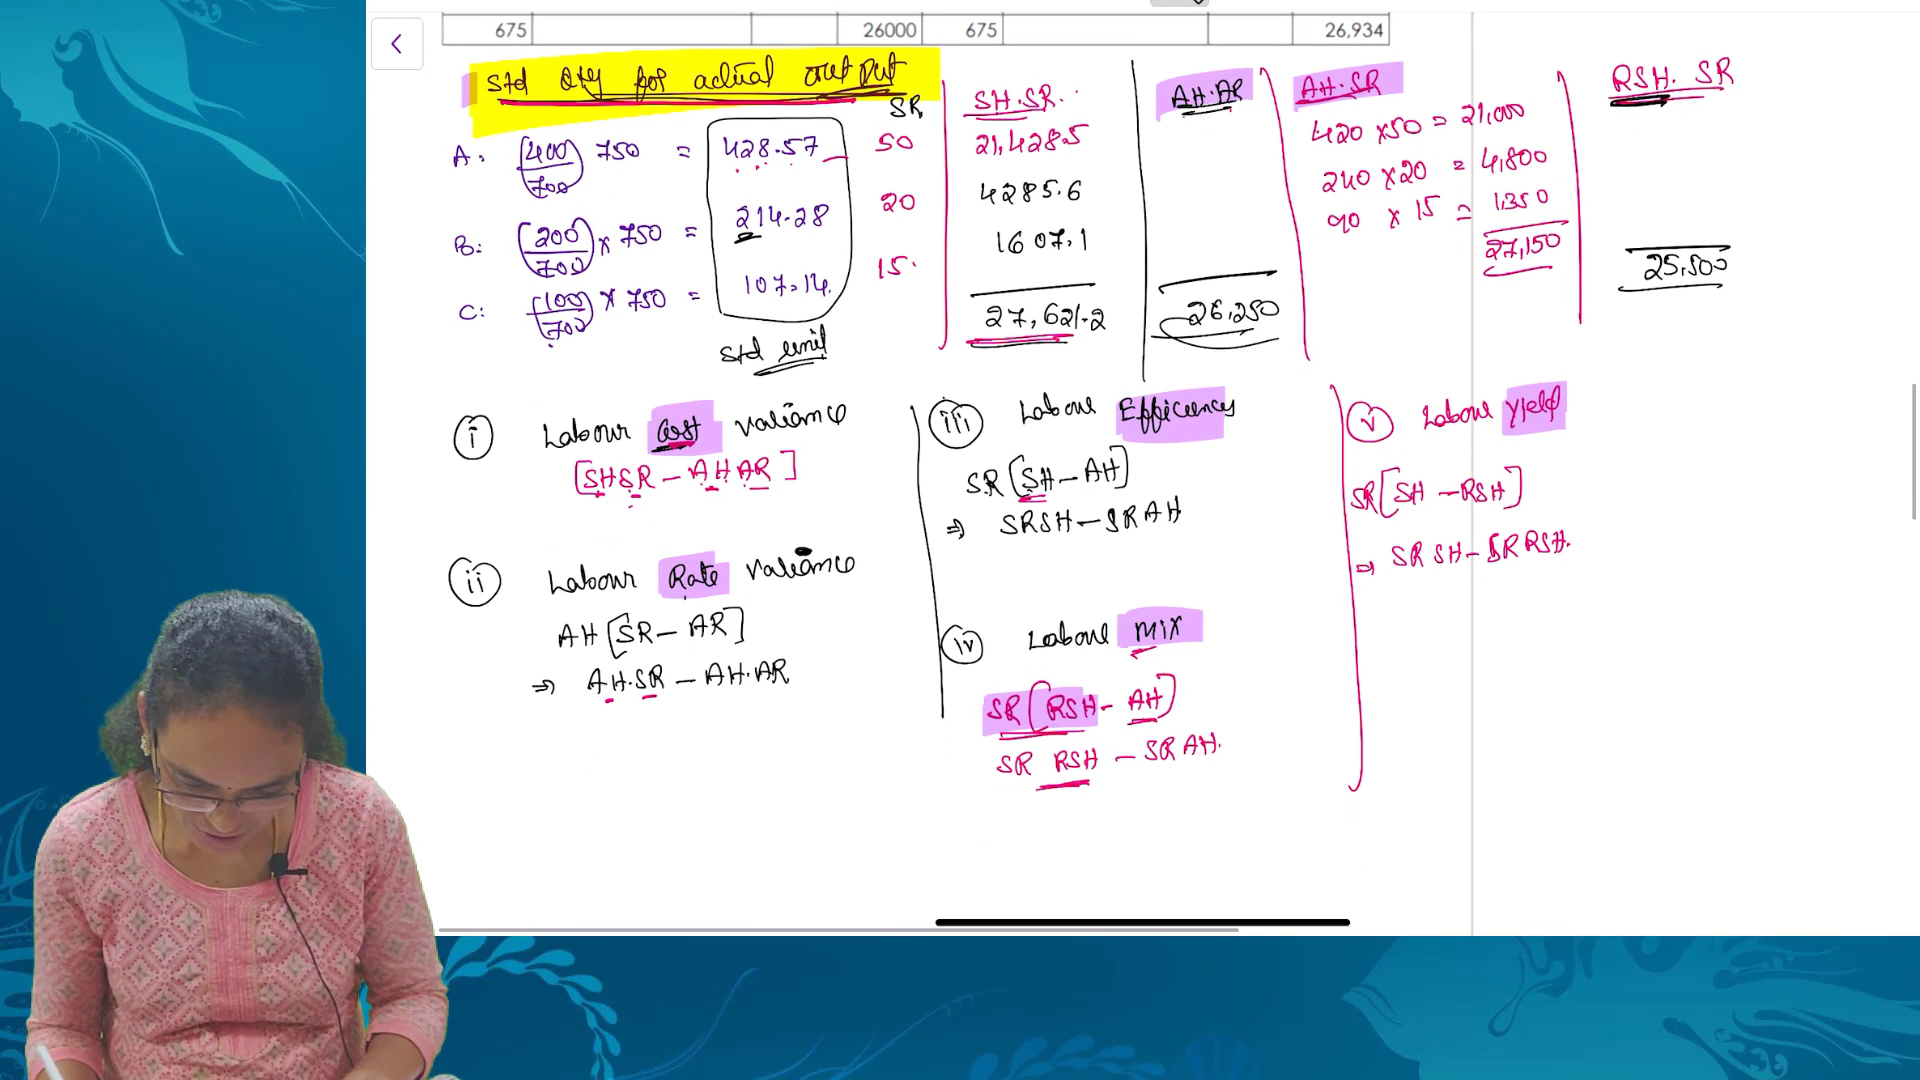 675 26000 675 26,934
Std Qty for actual output
SR
A. (400/700) 750 = 428.57 50
B: (200/700) x 750 = 214.28 20
C: (100/700) x 750 = 107.14. 15.
Std unit
SH.SR.
21,428.5
4285.6
1607.1
27,621.2
AH.AR
26,250
AH.SR
420 x50 = 21,000
240 x20 = 4,800
90 x 15 = 1350
27,150
RSH. SR
25,500
(i) Labour Cost variance
[SHSR - AHAR]
(ii) Labour Rate variance
AH [SR - AR]
⇒ AH.SR - AH.AR
(iii) Labour Efficiency
SR [SH - AH]
⇒ SRSH - SRAH
(iv) Labour Mix
SR (RSH - AH)
SR RSH - SRAH.
(v) Labour Yield
SR [SH - RSH]
⇒ SR SH - SR RSH.